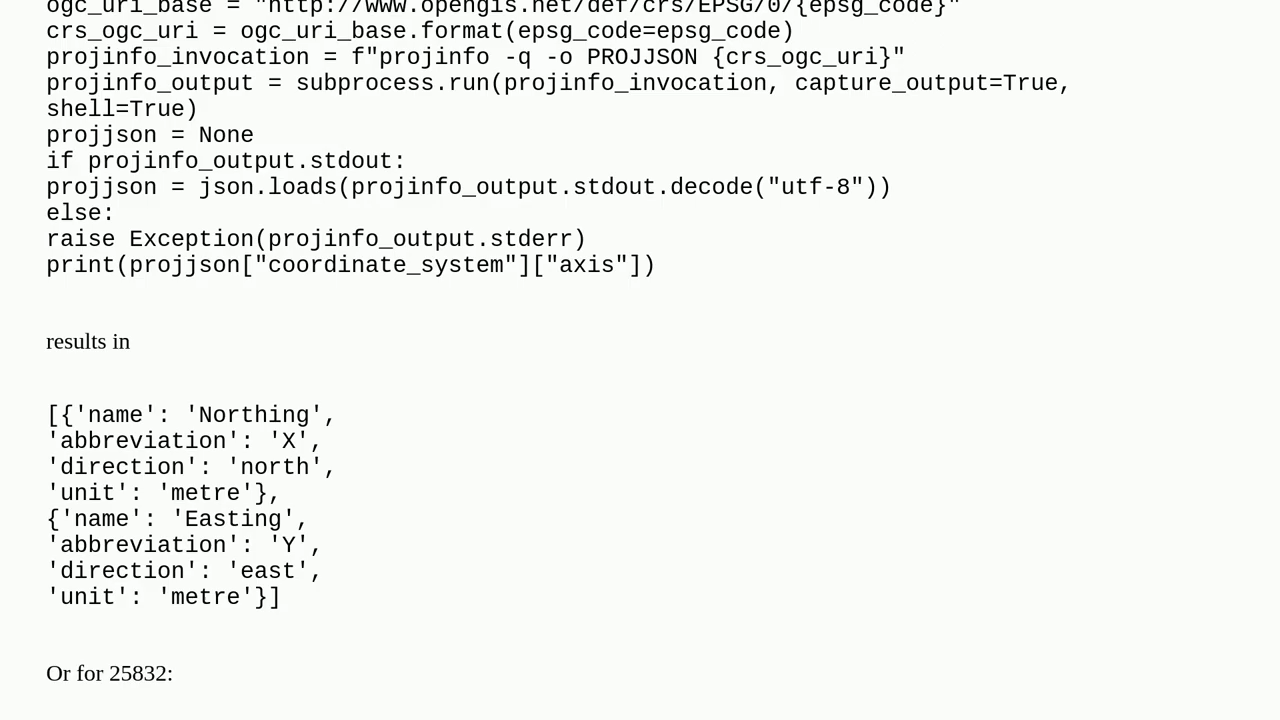 ogc_uri_base = "http://www.opengis.net/def/crs/EPSG/0/{epsg_code}"
crs_ogc_uri = ogc_uri_base.format(epsg_code=epsg_code)
projinfo_invocation = f"projinfo -q -o PROJJSON {crs_ogc_uri}"
projinfo_output = subprocess.run(projinfo_invocation, capture_output=True,
shell=True)
projjson = None
if projinfo_output.stdout:
projjson = json.loads(projinfo_output.stdout.decode("utf-8"))
else:
raise Exception(projinfo_output.stderr)
print(projjson["coordinate_system"]["axis"])
results in
[{'name': 'Northing',
'abbreviation': 'X',
'direction': 'north',
'unit': 'metre'},
{'name': 'Easting',
'abbreviation': 'Y',
'direction': 'east',
'unit': 'metre'}]
Or for 25832: